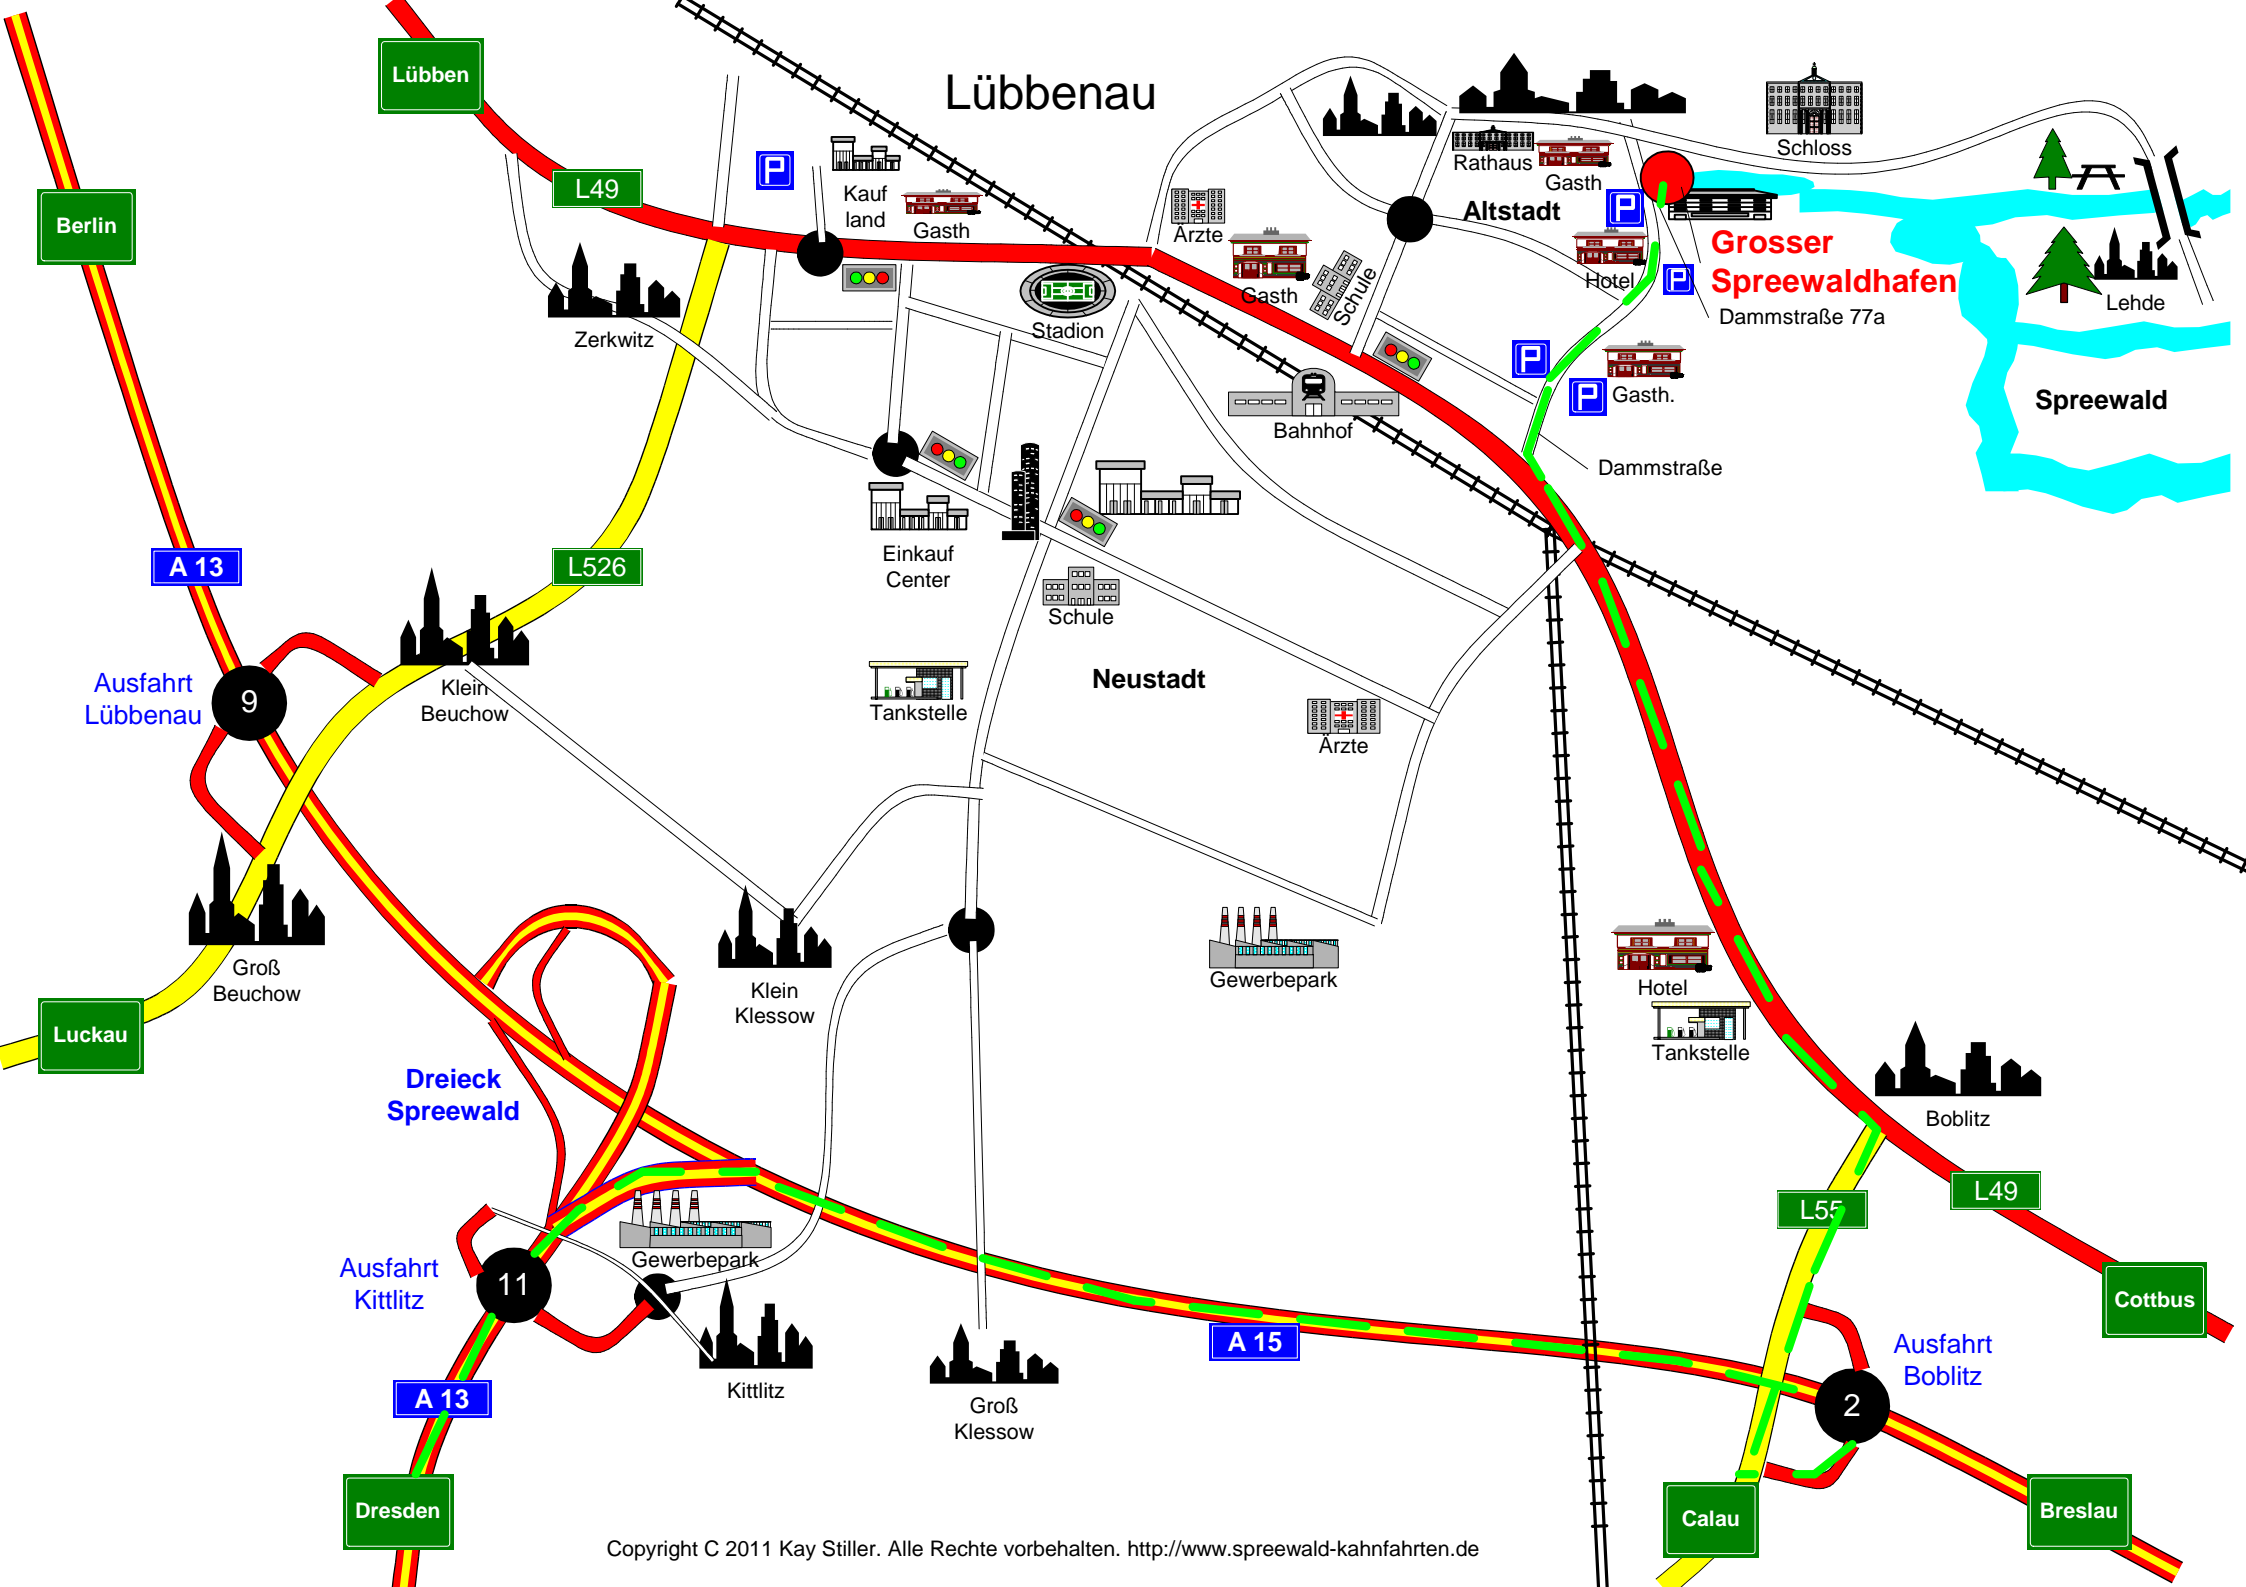 Lübbenau
Lübben
L49
Berlin
Kauf
land
Gasth
Ärzte
Rathaus
Gasth
Schloss
Altstadt
Gasth
Schule
Hotel
Grosser
Spreewaldhafen
Dammstraße 77a
Lehde
Zerkwitz
Stadion
Bahnhof
Gasth.
Spreewald
Dammstraße
A 13
L526
Einkauf
Center
Schule
Neustadt
Ausfahrt
Lübbenau
9
Klein
Beuchow
Tankstelle
Ärzte
Groß
Beuchow
Luckau
Klein
Klessow
Gewerbepark
Hotel
Tankstelle
Boblitz
Dreieck
Spreewald
L55
L49
Ausfahrt
Kittlitz
11
Gewerbepark
Kittlitz
A 15
Cottbus
Ausfahrt
Boblitz
2
A 13
Groß
Klessow
Dresden
Calau
Breslau
Copyright C 2011 Kay Stiller. Alle Rechte vorbehalten. http://www.spreewald-kahnfahrten.de
P
P
P
P
P